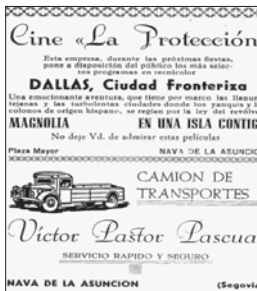 Cine «La Protección
Esta empresa, durante las próximas fiestas,
pone a disposición del público los más selec-
tos programas en tecnicolor
DALLAS, Ciudad Fronteriza
Una emocionante aventura, que tiene por marco las llanur
tejanas y las turbulentas ciudades donde los yanquis y l
colonos de origen hispano, se regían por la ley del revólve
MAGNOLIA EN UNA ISLA CONTIG
No deje Vd. de admirar estas películas
Plaza Mayor NAVA DE LA ASUNCIO
CAMION DE
TRANSPORTES
Víctor Pastor Pascua
SERVICIO RAPIDO Y SEGURO
NAVA DE LA ASUNCION (Segovia